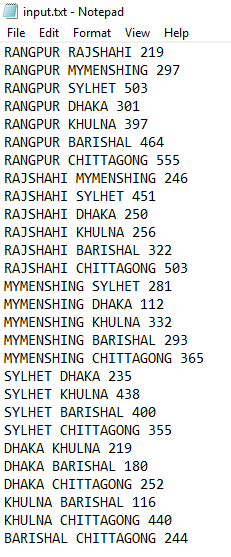 input.txt - Notepad
File Edit Format View Help
RANGPUR RAJSHAHI 219
RANGPUR MYMENSHING 297
RANGPUR SYLHET 503
RANGPUR DHAKA 301
RANGPUR KHULNA 397
RANGPUR BARISHAL 464
RANGPUR CHITTAGONG 555
RAJSHAHI MYMENSHING 246
RAJSHAHI SYLHET 451
RAJSHAHI DHAKA 250
RAJSHAHI KHULNA 256
RAJSHAHI BARISHAL 322
RAJSHAHI CHITTAGONG 503
MYMENSHING SYLHET 281
MYMENSHING DHAKA 112
MYMENSHING KHULNA 332
MYMENSHING BARISHAL 293
MYMENSHING CHITTAGONG 365
SYLHET DHAKA 235
SYLHET KHULNA 438
SYLHET BARISHAL 400
SYLHET CHITTAGONG 355
DHAKA KHULNA 219
DHAKA BARISHAL 180
DHAKA CHITTAGONG 252
KHULNA BARISHAL 116
KHULNA CHITTAGONG 440
BARISHAL CHITTAGONG 244